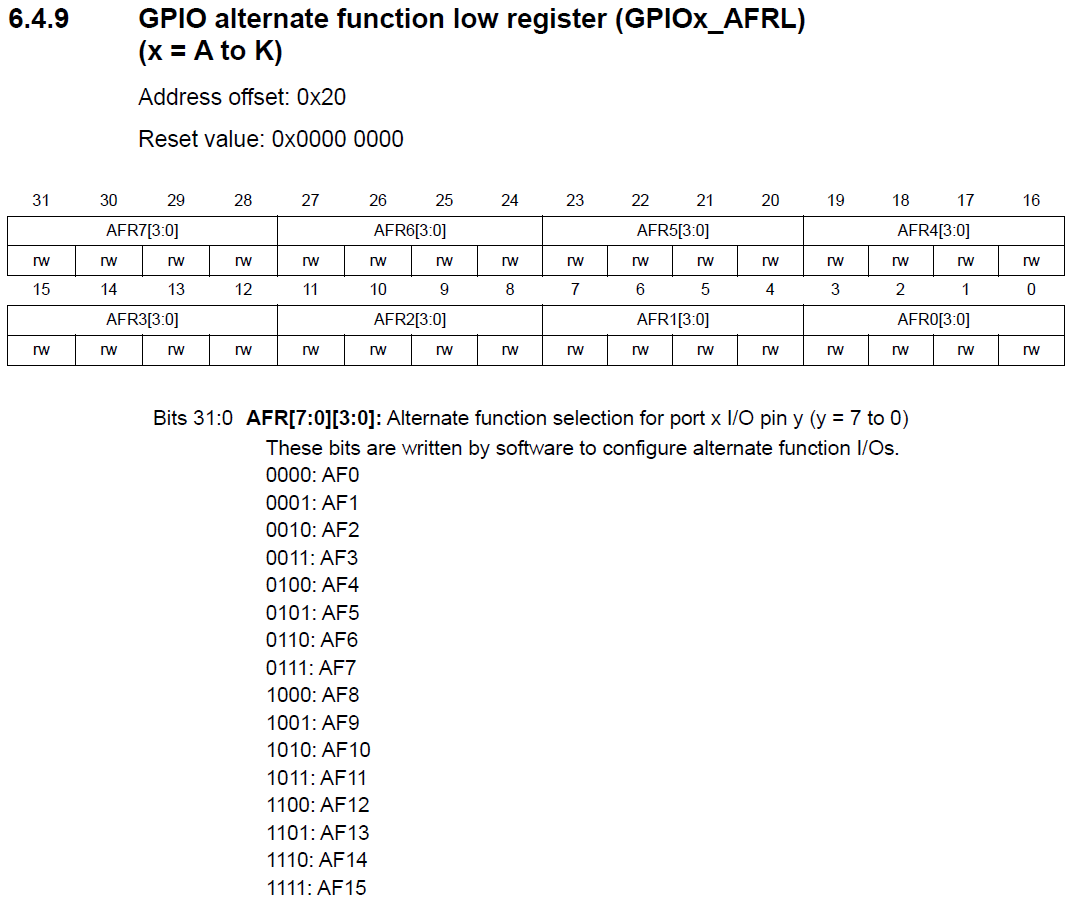 6.4.9 GPIO alternate function low register (GPIOx_AFRL)
(x = A to K)
Address offset: 0x20
Reset value: 0x0000 0000
31 30 29 28 27 26 25 24 23 22 21 20 19 18 17 16
AFR7[3:0] AFR6[3:0] AFR5[3:0] AFR4[3:0]
rw rw rw rw rw rw rw rw rw rw rw rw rw rw rw rw
15 14 13 12 11 10 9 8 7 6 5 4 3 2 1 0
AFR3[3:0] AFR2[3:0] AFR1[3:0] AFR0[3:0]
rw rw rw rw rw rw rw rw rw rw rw rw rw rw rw rw
Bits 31:0 AFR[7:0][3:0]: Alternate function selection for port x I/O pin y (y = 7 to 0)
These bits are written by software to configure alternate function I/Os.
0000: AF0
0001: AF1
0010: AF2
0011: AF3
0100: AF4
0101: AF5
0110: AF6
0111: AF7
1000: AF8
1001: AF9
1010: AF10
1011: AF11
1100: AF12
1101: AF13
1110: AF14
1111: AF15